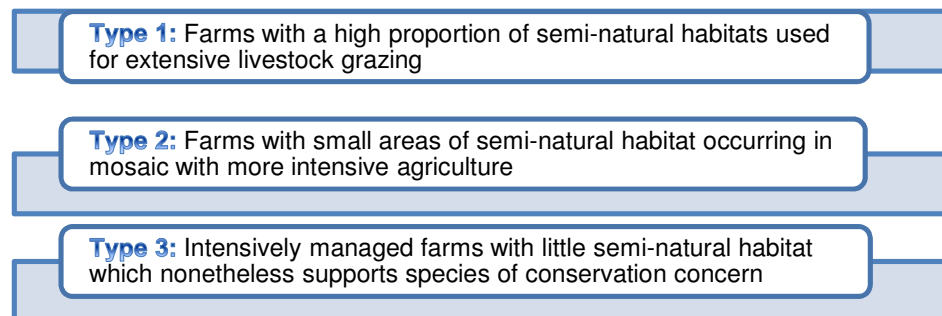 Type 1: Farms with a high proportion of semi-natural habitats used
for extensive livestock grazing
Type 2: Farms with small areas of semi-natural habitat occurring in
mosaic with more intensive agriculture
Type 3: Intensively managed farms with little semi-natural habitat
which nonetheless supports species of conservation concern